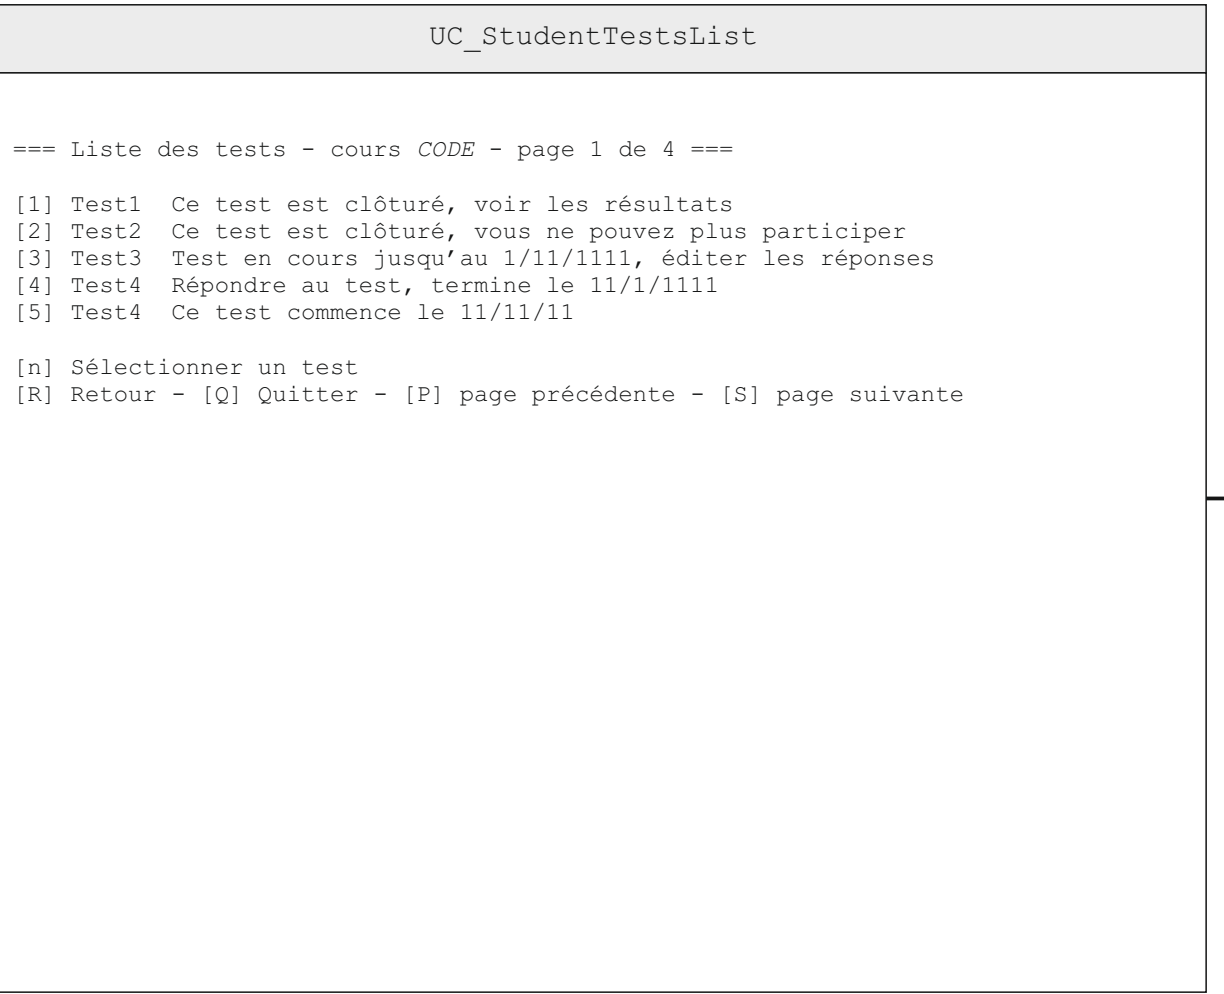 UC_StudentTestsList
=== Liste des tests - cours CODE - page 1 de 4 ===
[1] Test1 Ce test est clôturé, voir les résultats
[2] Test2 Ce test est clôturé, vous ne pouvez plus participer
[3] Test3 Test en cours jusqu’au 1/11/1111, éditer les réponses
[4] Test4 Répondre au test, termine le 11/1/1111
[5] Test4 Ce test commence le 11/11/11
[n] Sélectionner un test
[R] Retour - [Q] Quitter - [P] page précédente - [S] page suivante